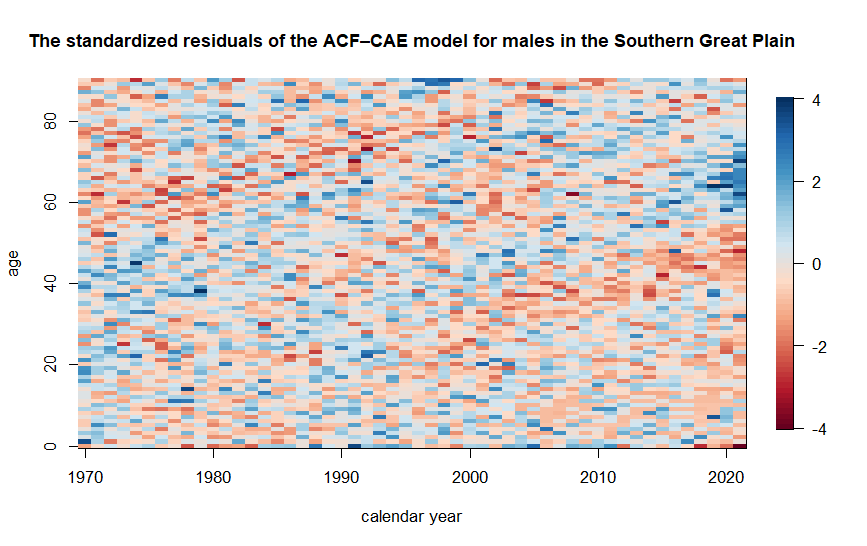 The standardized residuals of the ACF–CAE model for males in the Southern Great Plain
age
80
60
40
20
0
1970 1980 1990 2000 2010 2020
calendar year
4
2
0
-2
-4